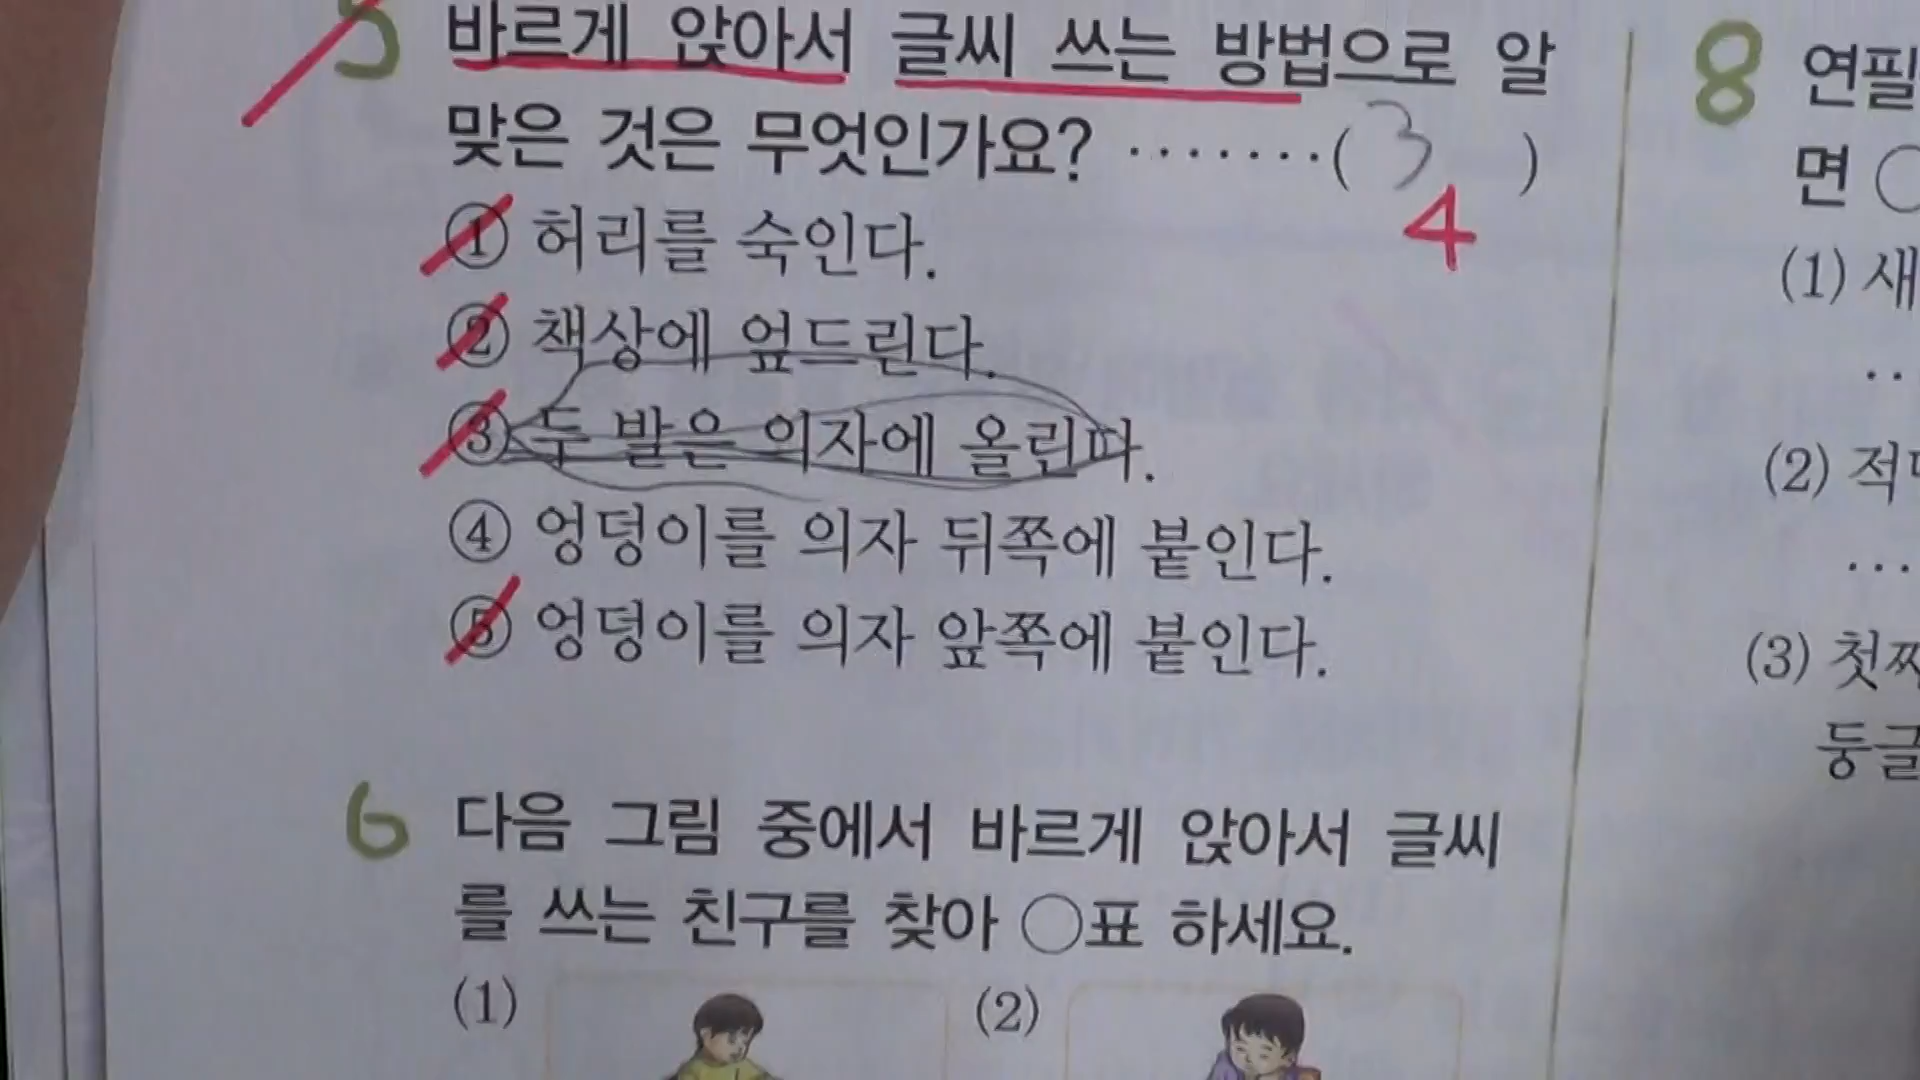 5 바르게 앉아서 글씨 쓰는 방법으로 알
맞은 것은 무엇인가요? ·······( 3 )
4
① 허리를 숙인다.
② 책상에 엎드린다.
③ 두 발은 의자에 올린다.
④ 엉덩이를 의자 뒤쪽에 붙인다.
⑤ 엉덩이를 의자 앞쪽에 붙인다.
6 다음 그림 중에서 바르게 앉아서 글씨
를 쓰는 친구를 찾아 ○표 하세요.
(1) (2)
8 연필
면 ○
(1) 새
··
(2)
···
(3) 첫
둥글